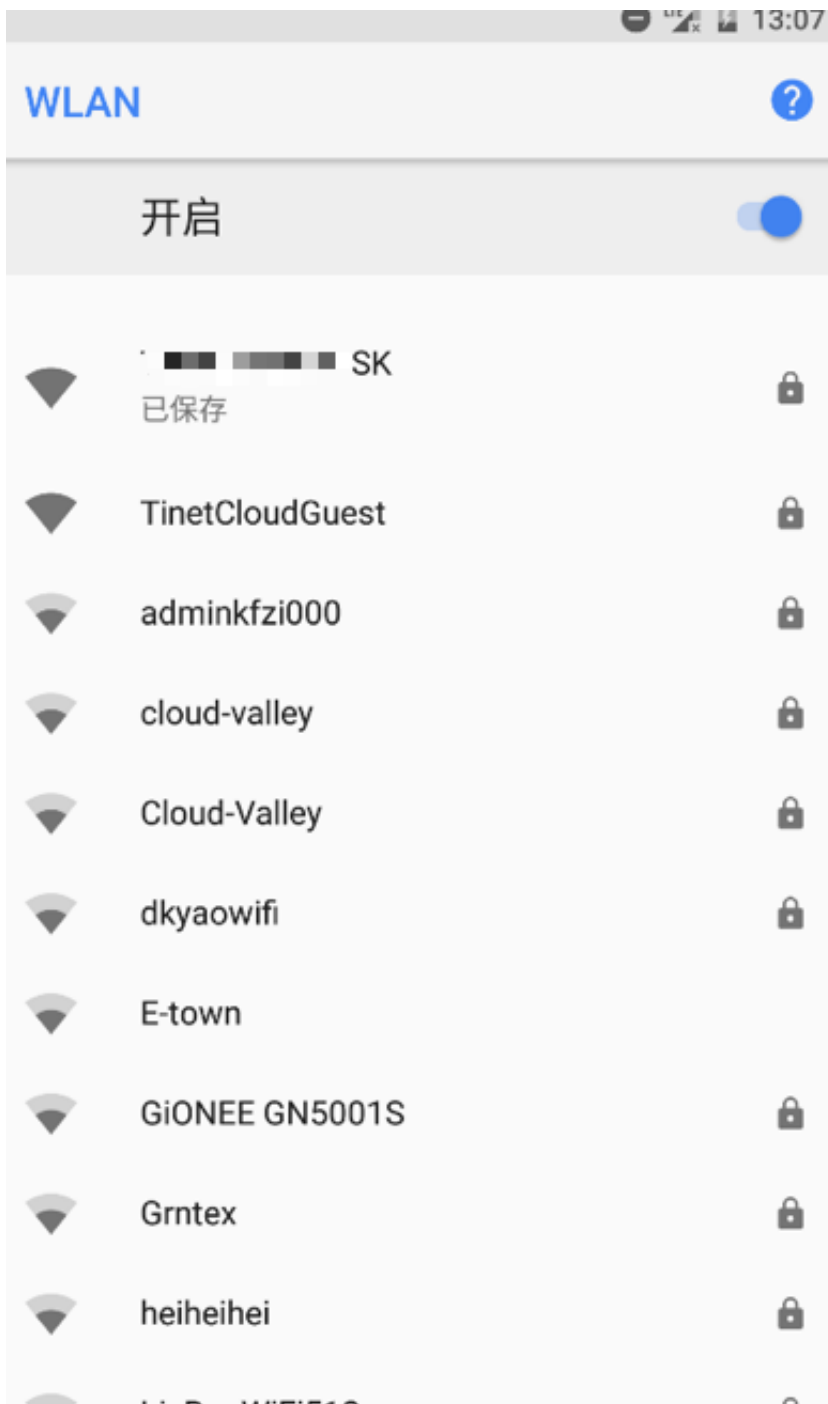 13:07
WLAN
开启
SK
已保存
TinetCloudGuest
adminkfzi000
cloud-valley
Cloud-Valley
dkyaowifi
E-town
GiONEE GN5001S
Grntex
heiheihei